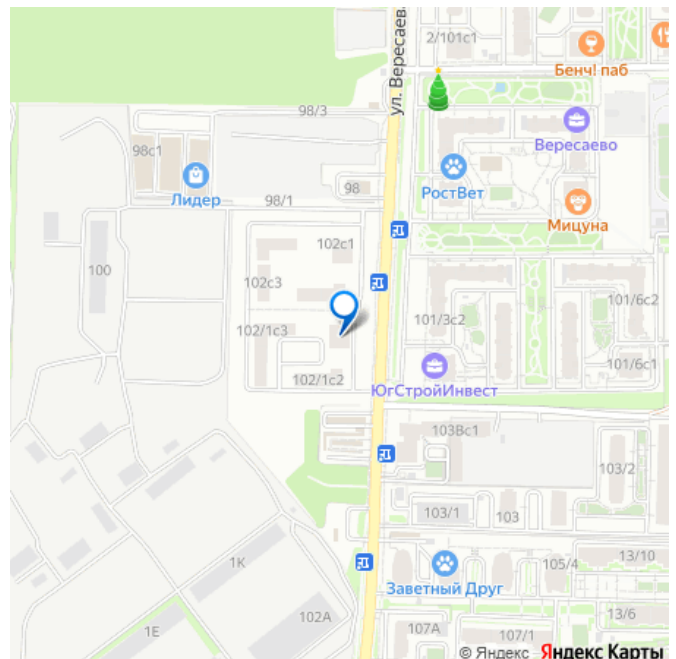 2/101с1
Бенч! паб
ул. Вересаева
98/3
98с1
Вересаево
98
РостВет
Лидер
98/1
Мицуна
102с1
100
102с3
101/6с2
101/3с2
102/1с3
101/6с1
102/1с2
ЮгСтройИнвест
103Вс1
103/2
103/1
103
13/10
1К
105/4
Заветный Друг
102А
13/6
1Е
107А
107/1
© Яндекс Яндекс Карты